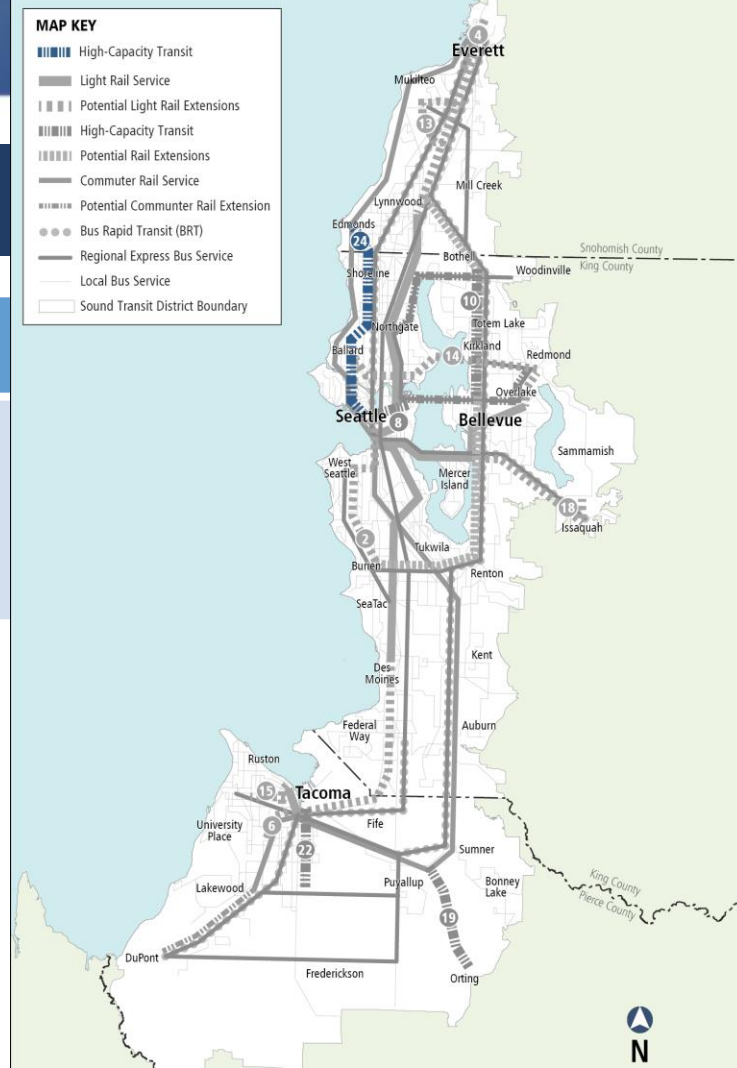 MAP KEY
High-Capacity Transit
Light Rail Service
Potential Light Rail Extensions
High-Capacity Transit
Potential Rail Extensions
Commuter Rail Service
Potential Communter Rail Extension
Bus Rapid Transit (BRT)
Regional Express Bus Service
Local Bus Service
Sound Transit District Boundary
4
Everett
Mukilteo
13
Mill Creek
Lynnwood
Edmonds
24
Snohomish County
King County
Bothell
Shoreline
Woodinville
10
Northgate
Totem Lake
Ballard
Kirkland
14
Redmond
Overlake
Seattle
8
Bellevue
Sammamish
West
Seattle
Mercer
Island
18
Issaquah
2
Tukwila
Burien
Renton
SeaTac
Kent
Des
Moines
Federal
Way
Auburn
Ruston
15
Tacoma
University
Place
6
Fife
22
Sumner
King County
Pierce County
Lakewood
Puyallup
Bonney
Lake
19
DuPont
Frederickson
Orting
N